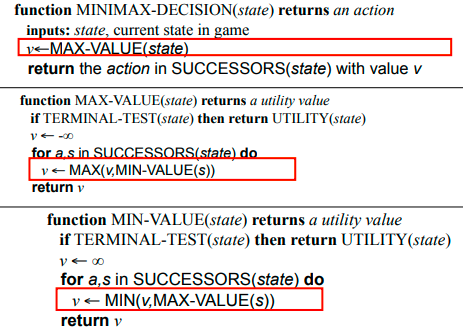 function MINIMAX-DECISION(state) returns an action
inputs: state, current state in game
v←MAX-VALUE(state)
return the action in SUCCESSORS(state) with value v
function MAX-VALUE(state) returns a utility value
if TERMINAL-TEST(state) then return UTILITY(state)
v ← -∞
for a,s in SUCCESSORS(state) do
v ← MAX(v,MIN-VALUE(s))
return v
function MIN-VALUE(state) returns a utility value
if TERMINAL-TEST(state) then return UTILITY(state)
v ← ∞
for a,s in SUCCESSORS(state) do
v ← MIN(v,MAX-VALUE(s))
return v